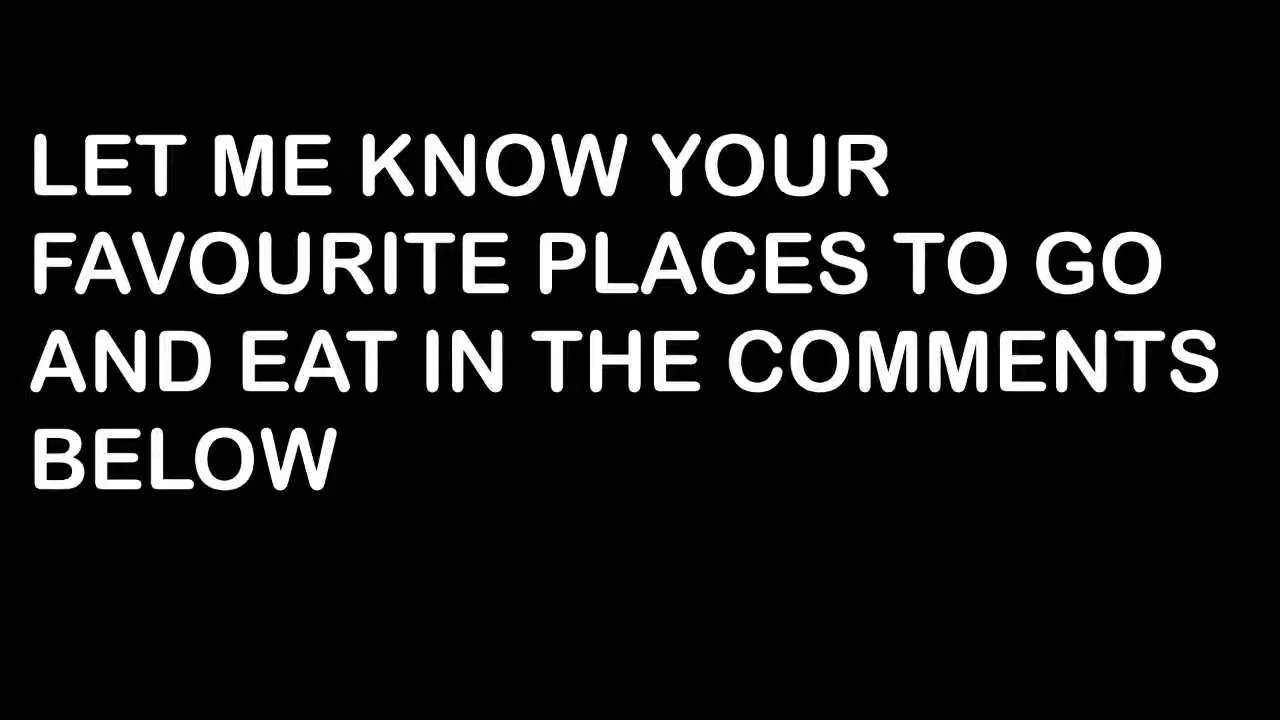 LET ME KNOW YOUR
FAVOURITE PLACES TO GO
AND EAT IN THE COMMENTS
BELOW